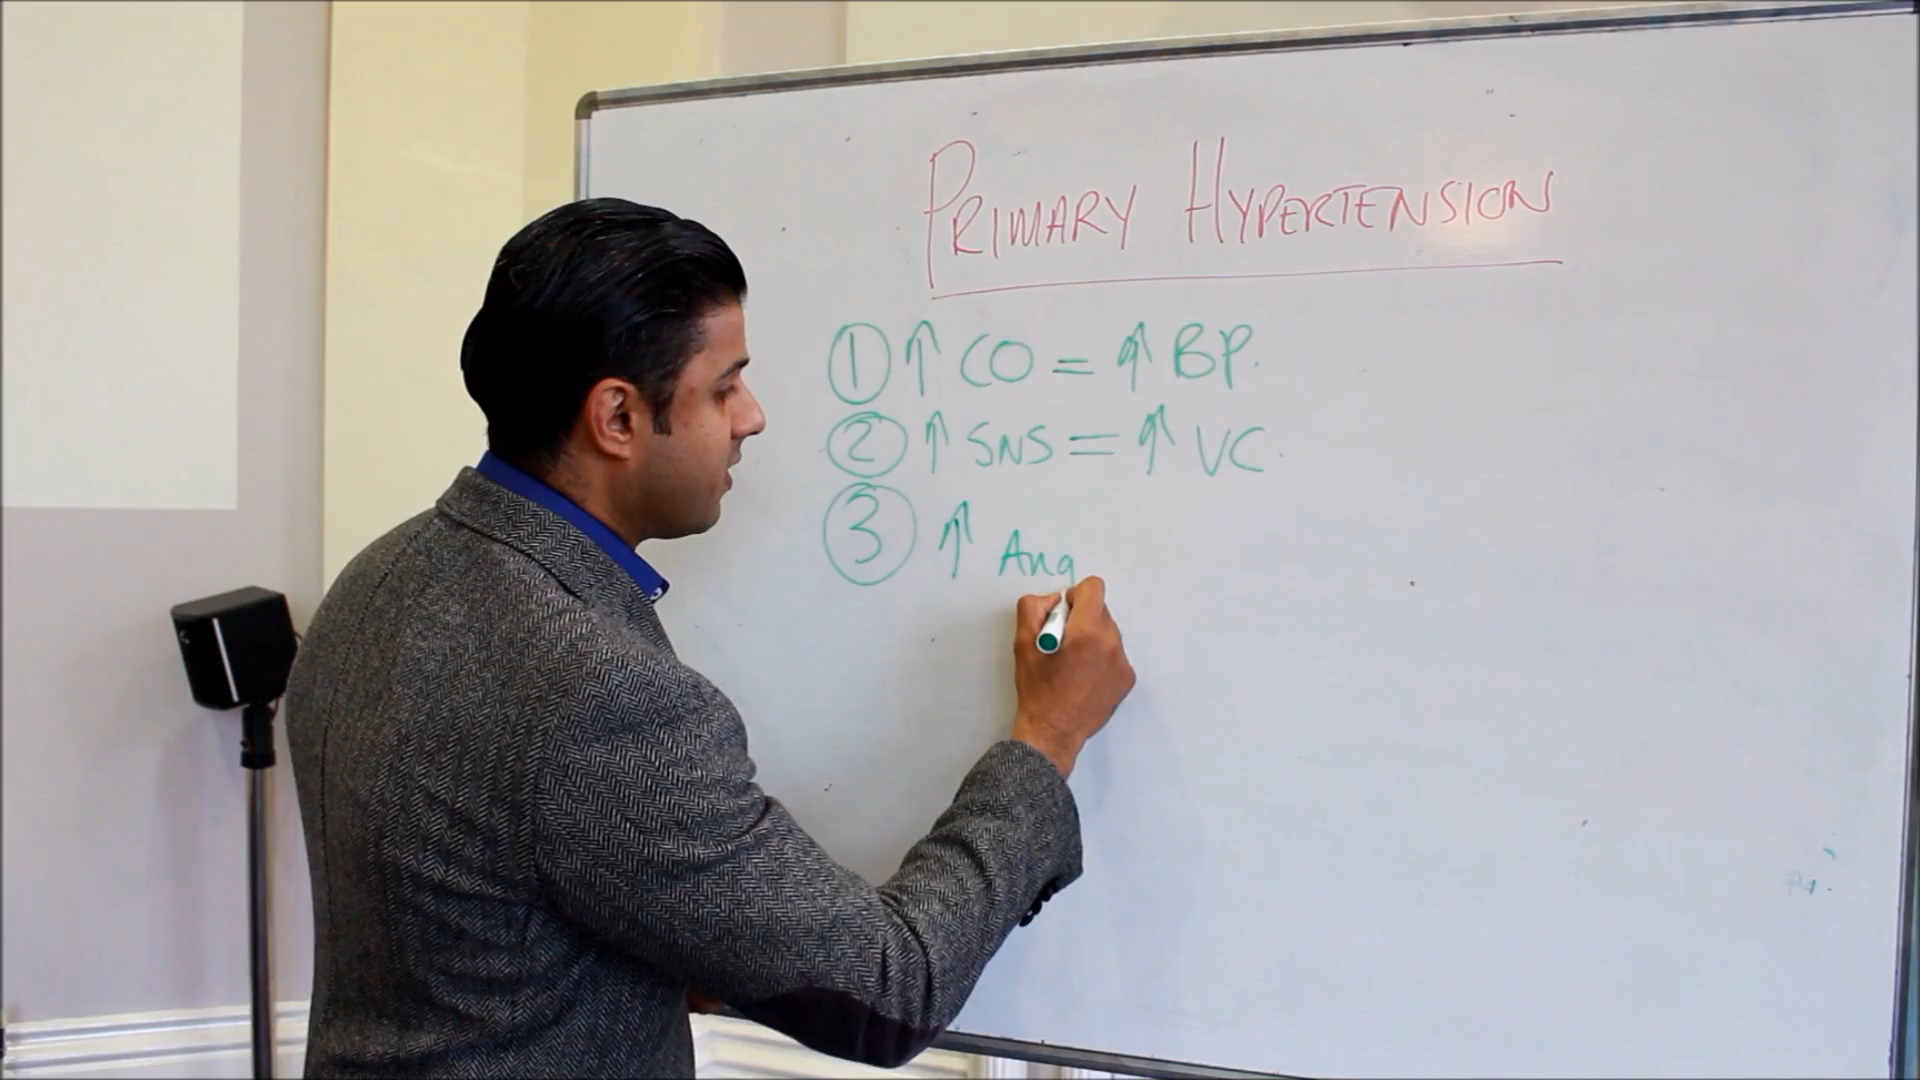 PRIMARY HYPERTENSION
① ↑ CO = ↑ BP.
② ↑ SNS = ↑ VC.
③ ↑ Ang